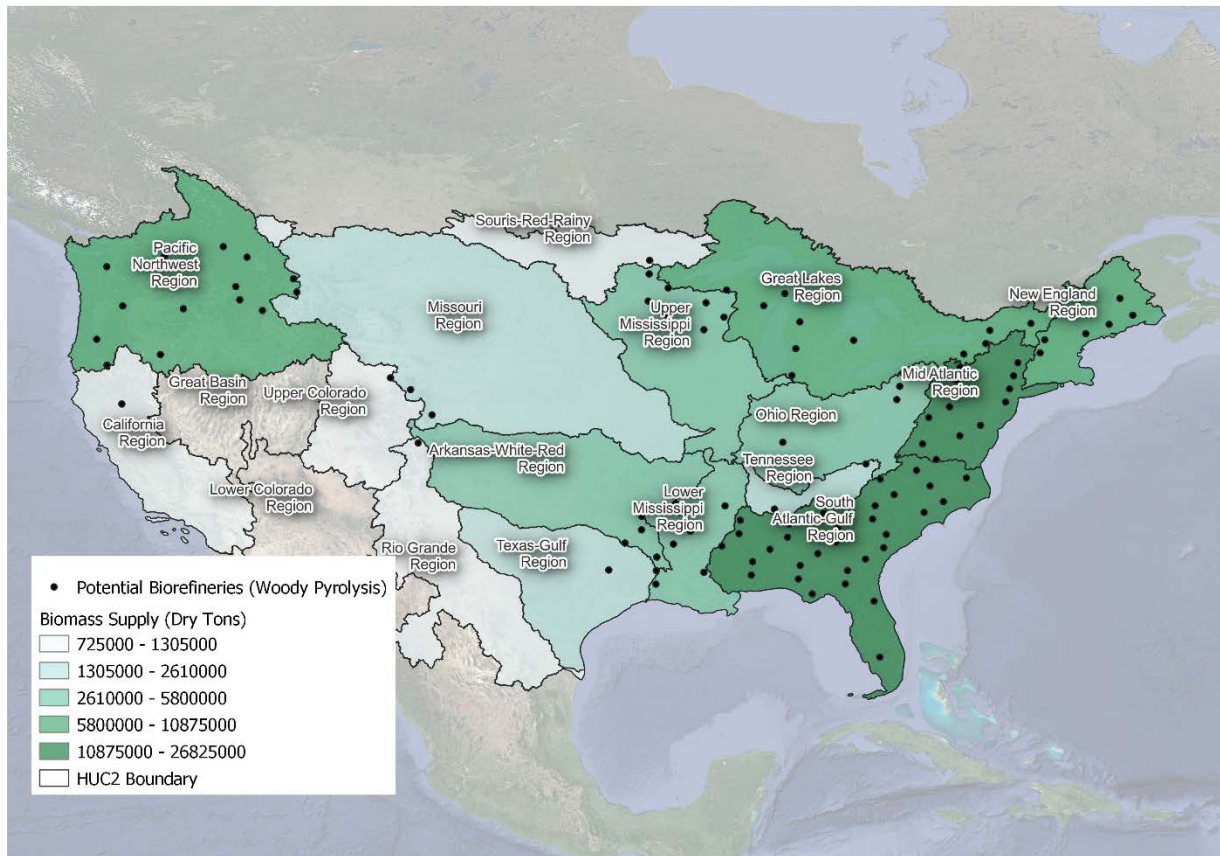 Souris-Red-Rainy
Region
Pacific
Northwest
Region
Great Lakes
Region
New England
Region
Missouri
Region
Upper
Mississippi
Region
Mid Atlantic
Region
Great Basin
Region
Upper Colorado
Region
California
Region
Ohio Region
Arkansas-White-Red
Region
Tennessee
Region
Lower Colorado
Region
Lower
Mississippi
Region
South
Atlantic-Gulf
Region
Rio Grande
Region
Texas-Gulf
Region
Potential Biorefineries (Woody Pyrolysis)
Biomass Supply (Dry Tons)
725000 - 1305000
1305000 - 2610000
2610000 - 5800000
5800000 - 10875000
10875000 - 26825000
HUC2 Boundary